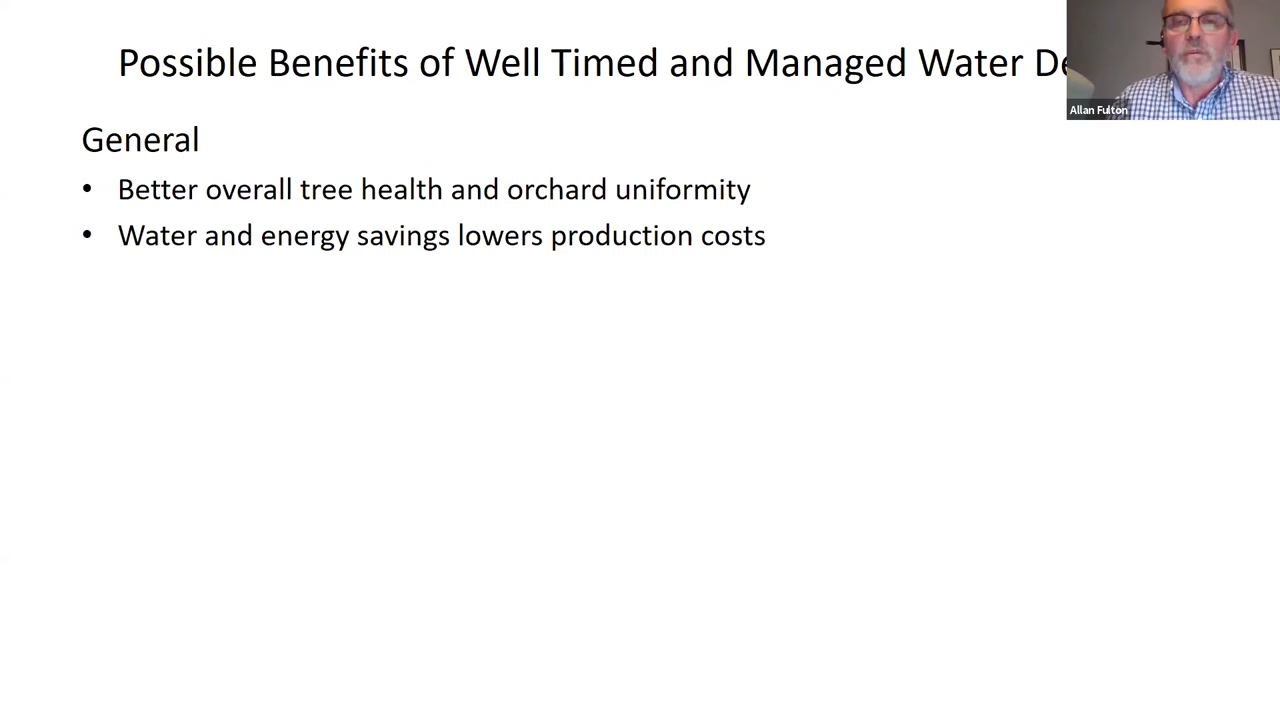 Possible Benefits of Well Timed and Managed Water
Allan Fulton
General
• Better overall tree health and orchard uniformity
• Water and energy savings lowers production costs